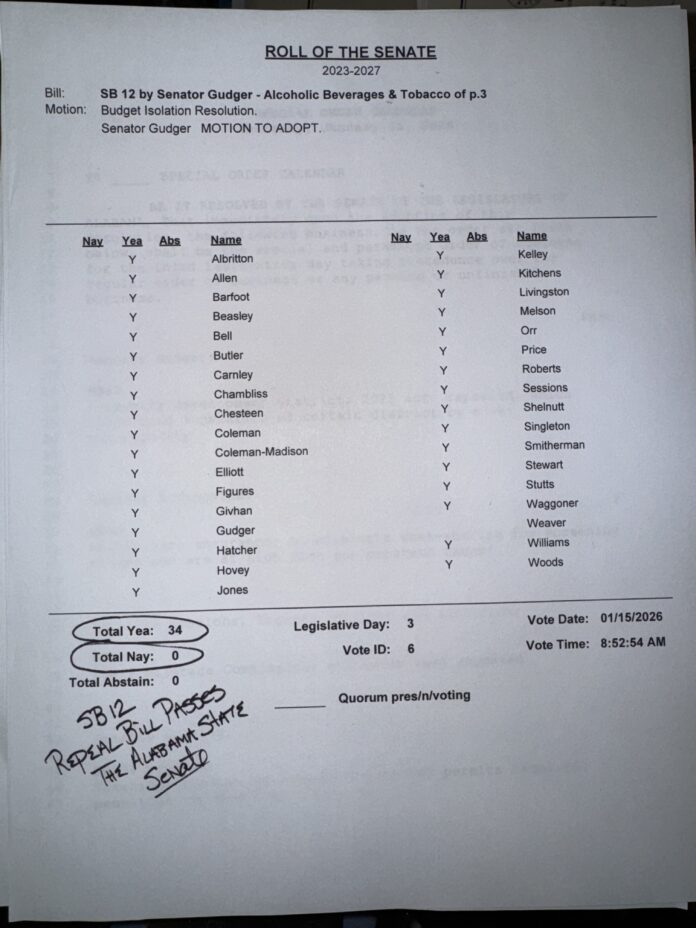 ROLL OF THE SENATE
2023-2027
Bill: SB 12 by Senator Gudger - Alcoholic Beverages & Tobacco of p.3
Motion: Budget Isolation Resolution.
Senator Gudger MOTION TO ADOPT.
Nay Yea Abs Name
Y Albritton
Y Allen
Y Barfoot
Y Beasley
Y Bell
Y Butler
Y Carnley
Y Chambliss
Y Chesteen
Y Coleman
Y Coleman-Madison
Y Elliott
Y Figures
Y Givhan
Y Gudger
Y Hatcher
Y Hovey
Y Jones
Nay Yea Abs Name
Y Kelley
Y Kitchens
Y Livingston
Y Melson
Y Orr
Y Price
Y Roberts
Y Sessions
Y Shelnutt
Y Singleton
Y Smitherman
Y Stewart
Y Stutts
Y Waggoner
Weaver
Y Williams
Y Woods
Total Yea: 34
Total Nay: 0
Total Abstain: 0
Legislative Day: 3
Vote ID: 6
_____ Quorum pres/n/voting
Vote Date: 01/15/2026
Vote Time: 8:52:54 AM
SB12
REPEAL BILL PASSES
THE ALABAMA STATE
Senate